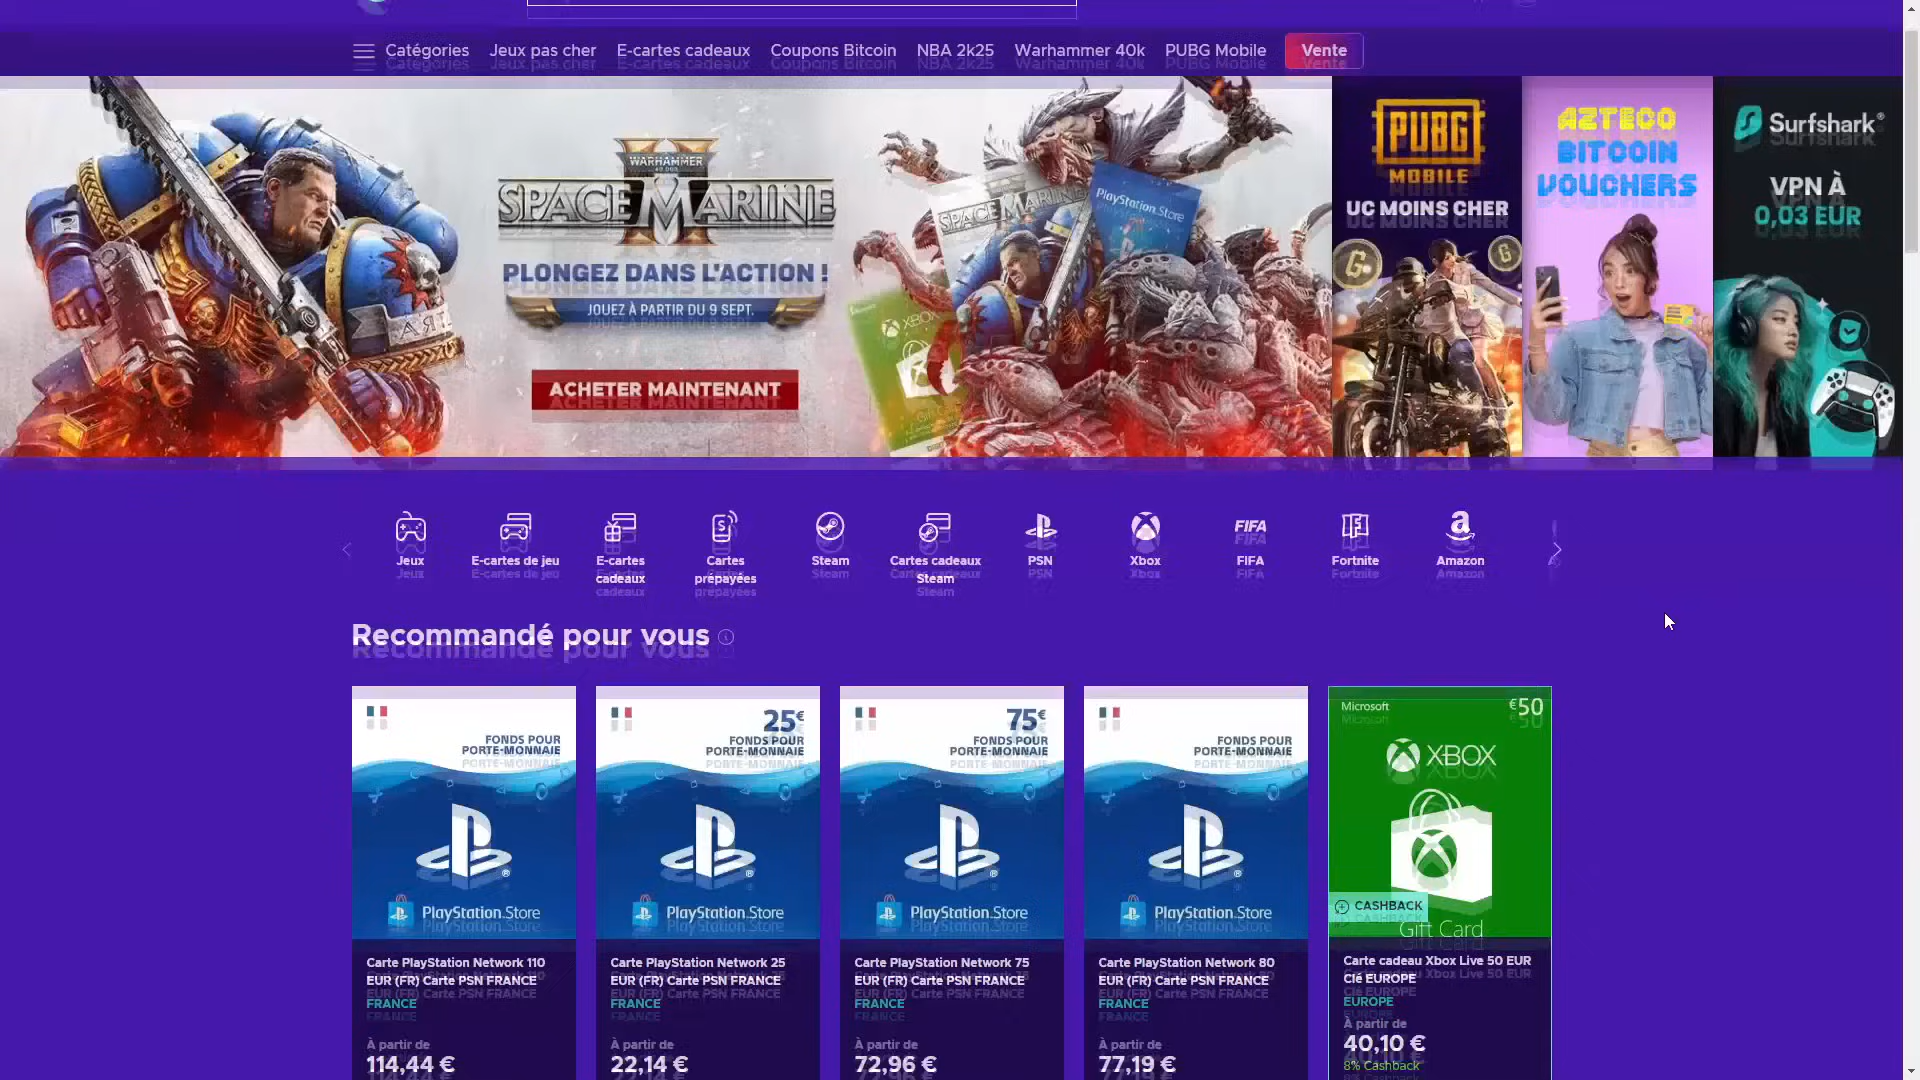 Catégories Jeux pas cher E-cartes cadeaux Coupons Bitcoin NBA 2k25 Warhammer 40k PUBG Mobile Vente
WARHAMMER
SPACE MARINE
II
PLONGEZ DANS L'ACTION !
JOUEZ À PARTIR DU 9 SEPT.
ACHETER MAINTENANT
SPACE MARINE
PlayStation.Store
XBOX
Gift Card
PUBG
MOBILE
UC MOINS CHER
G
G
AZTECO
BITCOIN
VOUCHERS
Surfshark®
VPN À
0,03 EUR
Jeux
E-cartes de jeu
E-cartes
cadeaux
Cartes
prépayées
Steam
Cartes cadeaux
Steam
PSN
Xbox
FIFA
FIFA
Fortnite
Amazon
Recommandé pour vous
FONDS POUR
PORTE-MONNAIE
PlayStation.Store
Carte PlayStation Network 110
EUR (FR) Carte PSN FRANCE
FRANCE
À partir de
114,44 €
25€
FONDS POUR
PORTE-MONNAIE
PlayStation.Store
Carte PlayStation Network 25
EUR (FR) Carte PSN FRANCE
FRANCE
À partir de
22,14 €
75€
FONDS POUR
PORTE-MONNAIE
PlayStation.Store
Carte PlayStation Network 75
EUR (FR) Carte PSN FRANCE
FRANCE
À partir de
72,96 €
FONDS POUR
PORTE-MONNAIE
PlayStation.Store
Carte PlayStation Network 80
EUR (FR) Carte PSN FRANCE
FRANCE
À partir de
77,19 €
Microsoft
€50
XBOX
CASHBACK
Gift Card
Carte cadeau Xbox Live 50 EUR
Clé EUROPE
EUROPE
À partir de
40,10 €
8% Cashback